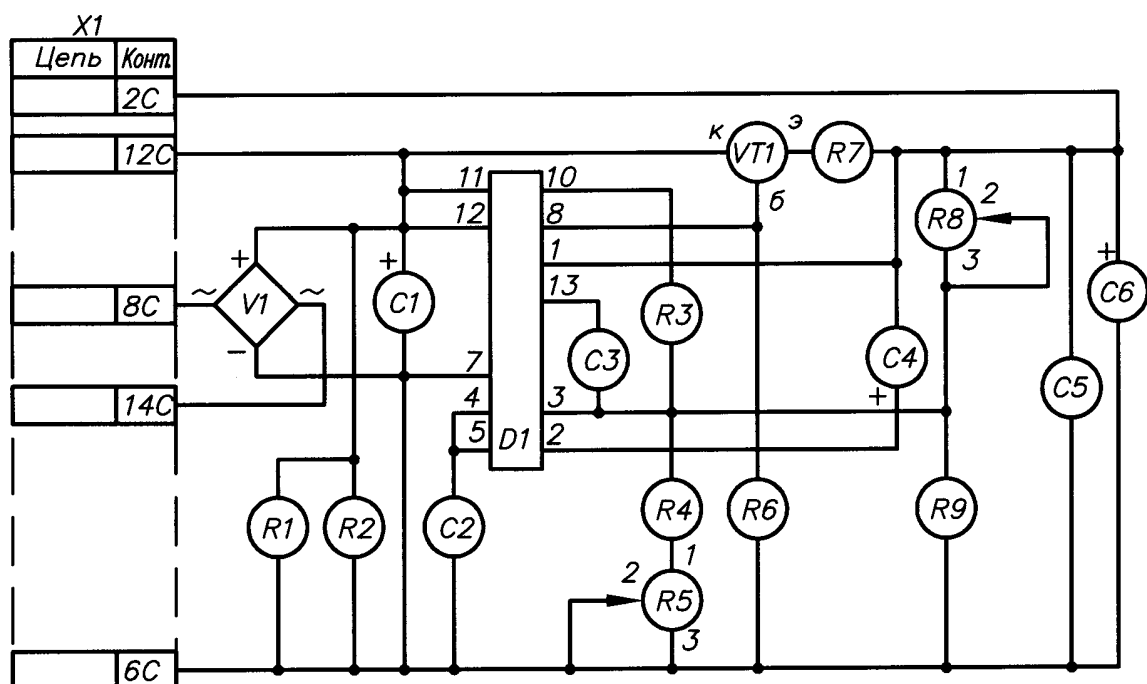 X1
Цепь Конт.
2С
12С
8С
14С
6С
к э
VT1 R7
б
11 10
12 8
1
13
7
4 3
5 2
D1
1
2
R8
3
+
V1
~ ~
−
+
C1
R3
C3
C4
+
+
C6
C5
R1 R2 C2 R4 R6 R9
1
2
R5
3